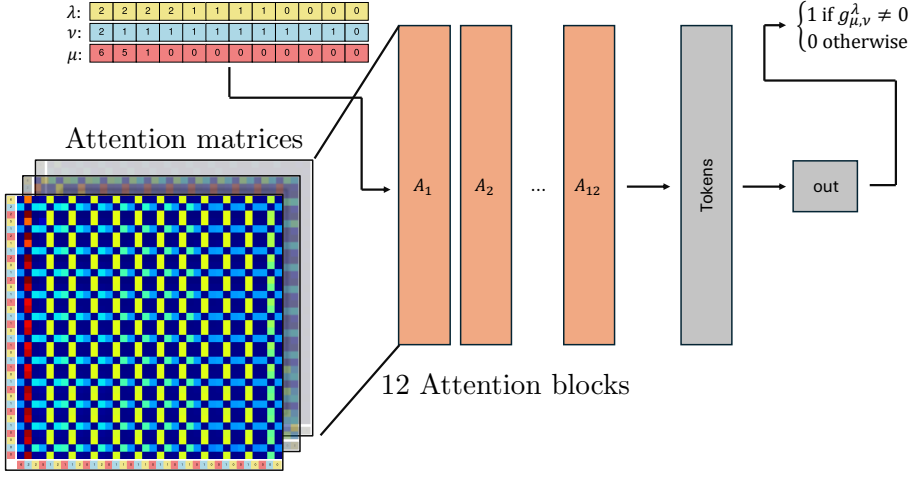 λ: 2 2 2 2 1 1 1 1 0 0 0 0
ν: 2 1 1 1 1 1 1 1 1 1 1 0
μ: 6 5 1 0 0 0 0 0 0 0 0 0
{1 if g^λ_{μ,ν} ≠ 0
{0 otherwise
Attention matrices
A₁
A₂
...
A₁₂
Tokens
out
12 Attention blocks